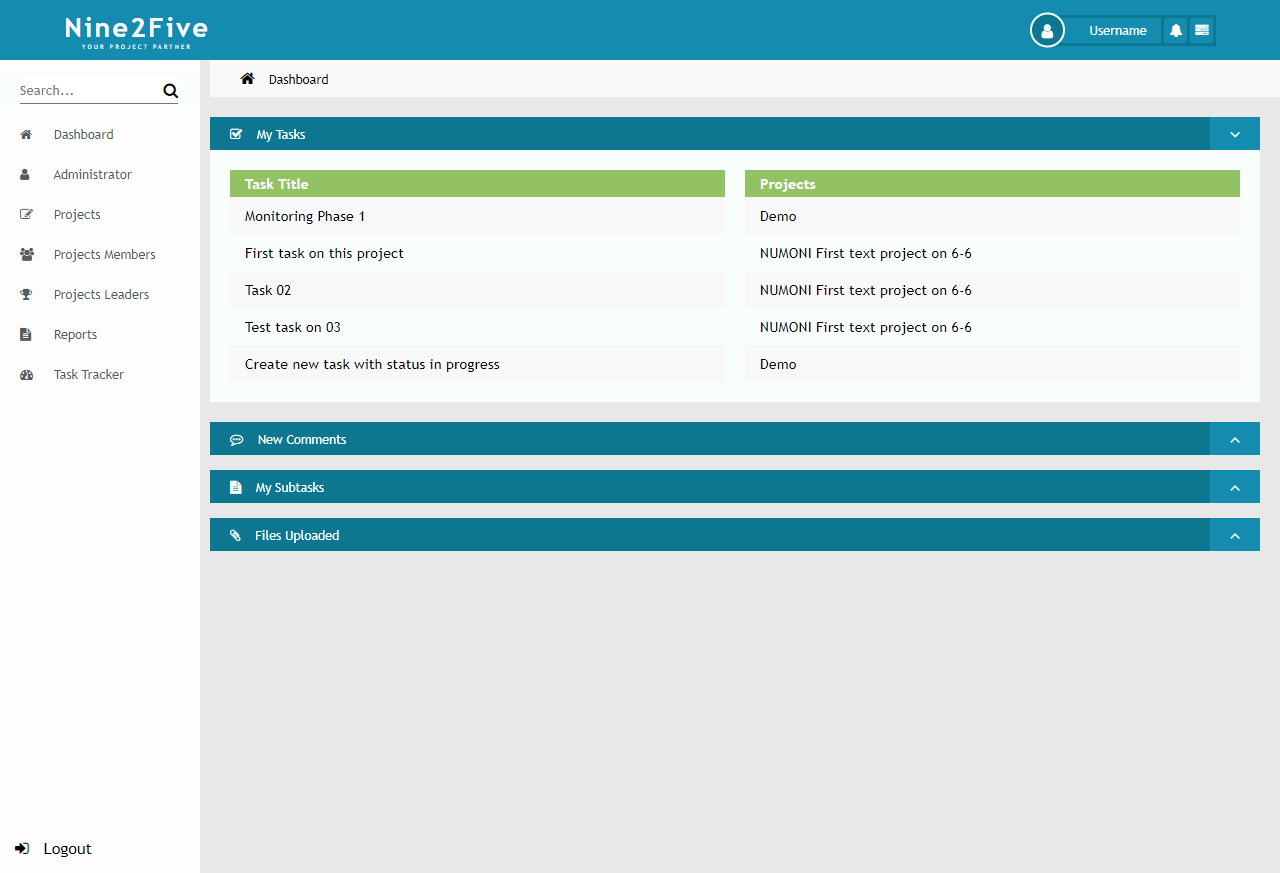 Nine2Five
YOUR PROJECT PARTNER
Username
Search...
Dashboard
Administrator
Projects
Projects Members
Projects Leaders
Reports
Task Tracker
Logout
Dashboard
My Tasks
Task Title Projects
Monitoring Phase 1 Demo
First task on this project NUMONI First text project on 6-6
Task 02 NUMONI First text project on 6-6
Test task on 03 NUMONI First text project on 6-6
Create new task with status in progress Demo
New Comments
My Subtasks
Files Uploaded